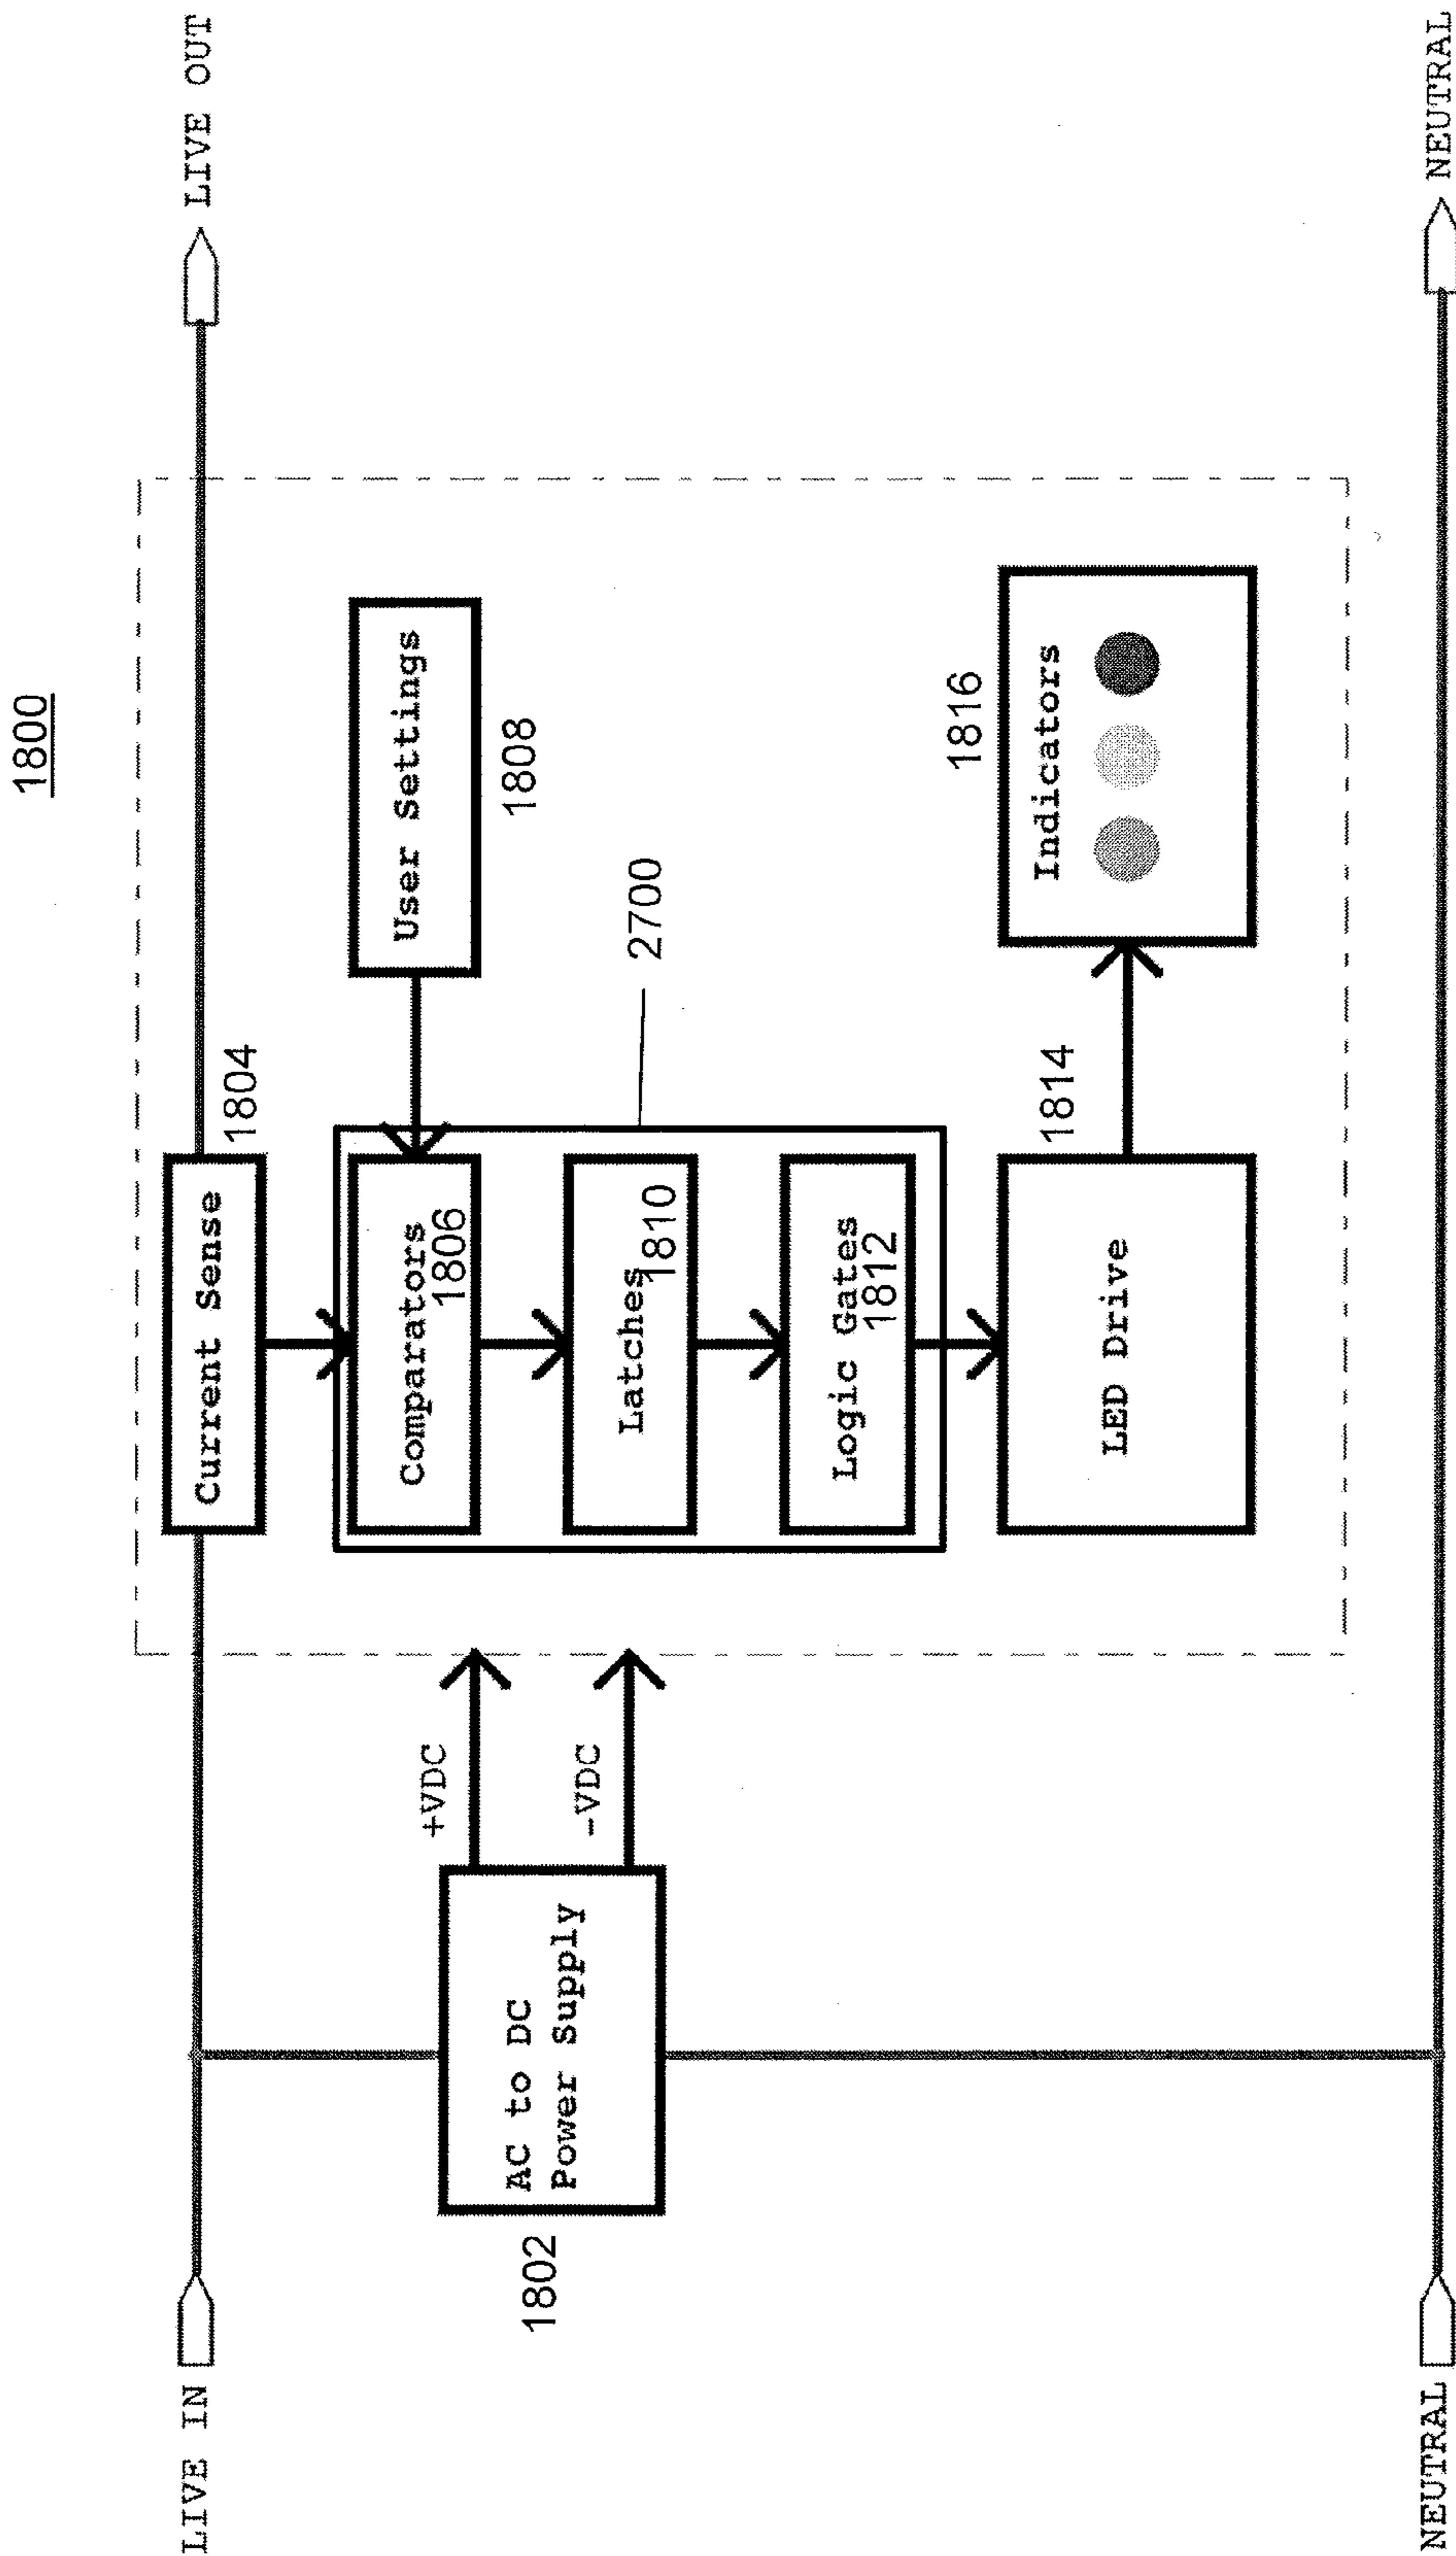 1800
LIVE IN
LIVE OUT
Current Sense
1804
Comparators
1806
User Settings
1808
+VDC
-VDC
AC to DC
Power Supply
1802
Latches
1810
2700
Logic Gates
1812
LED Drive
1814
Indicators
1816
NEUTRAL
NEUTRAL